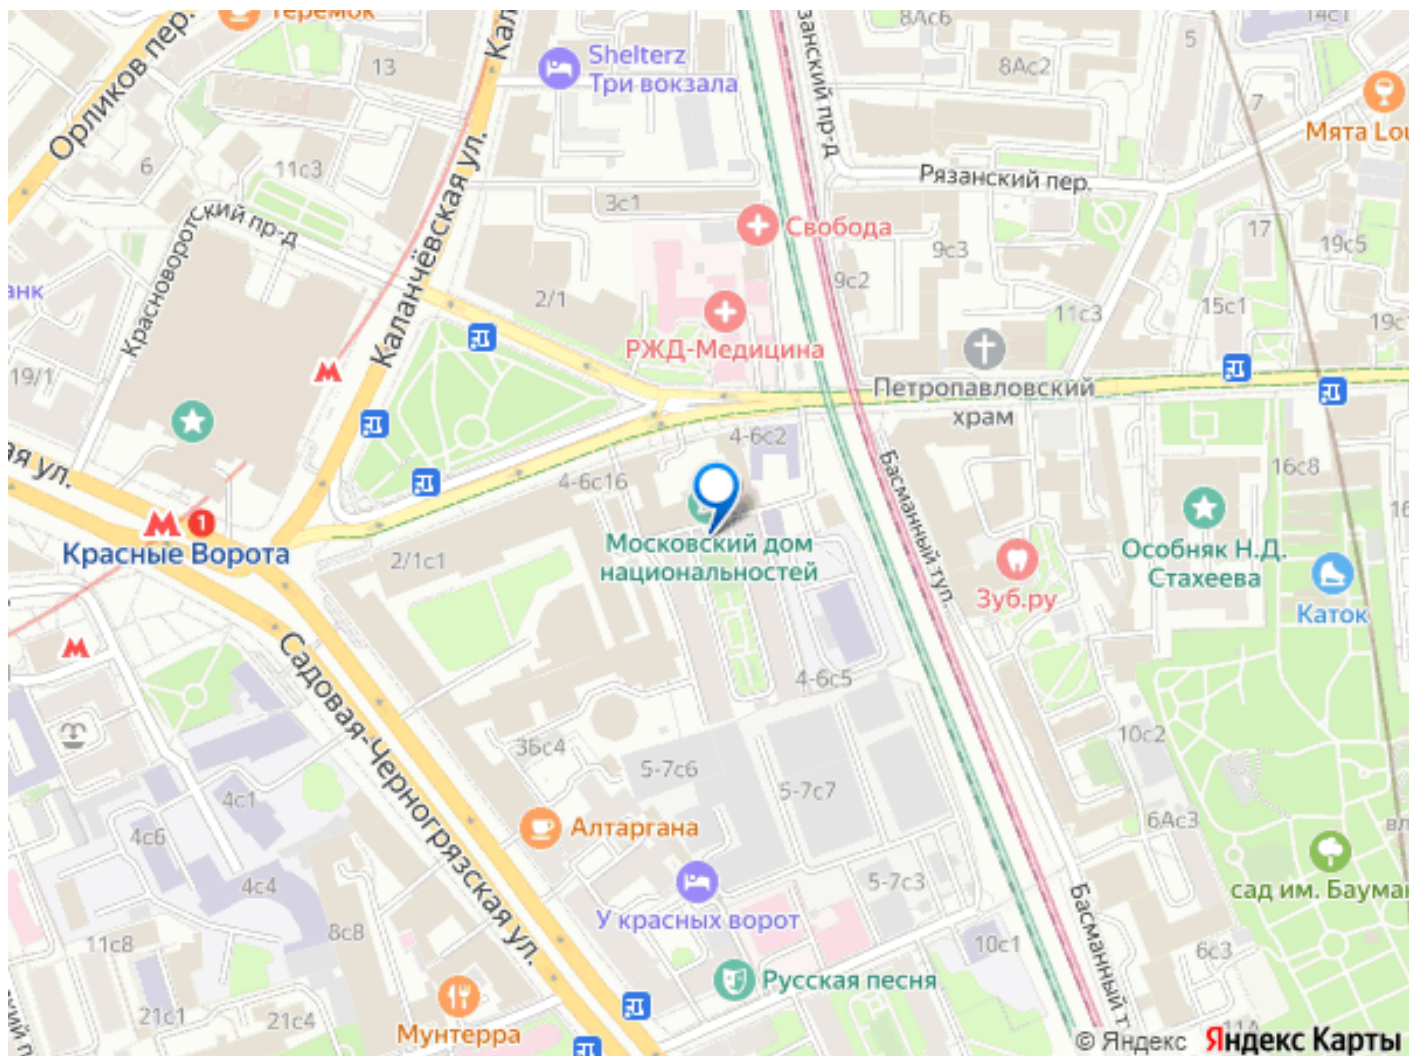 Теремок
8Ас6
14с1
Орликов пер.
13
Shelterz
Три вокзала
8Ас2
5
7
Мята Lou
Рязанский пер.
6
11с3
Каланчёвская ул.
3с1
Свобода
Красноворотский пр-д
9с3
9с2
17
19с5
2/1
15с1
11с3
РЖД-Медицина
19/1
Петропавловский
храм
4-6с2
4-6с16
16с8
Басманный туп.
Красные Ворота
1
2/1с1
Московский дом
национальностей
Особняк Н.Д.
Стахеева
Зуб.ру
Каток
Садовая-Черногрязская ул.
4-6с5
3Бс4
5-7с6
5-7с7
10с2
4с1
4с6
6Ас3
Алтаргана
4с4
5-7с3
сад им. Баума
У красных ворот
8с8
11с8
10с1
6с3
Русская песня
21с1
21с4
Мунтерра
11А
© Яндекс Яндекс Карты